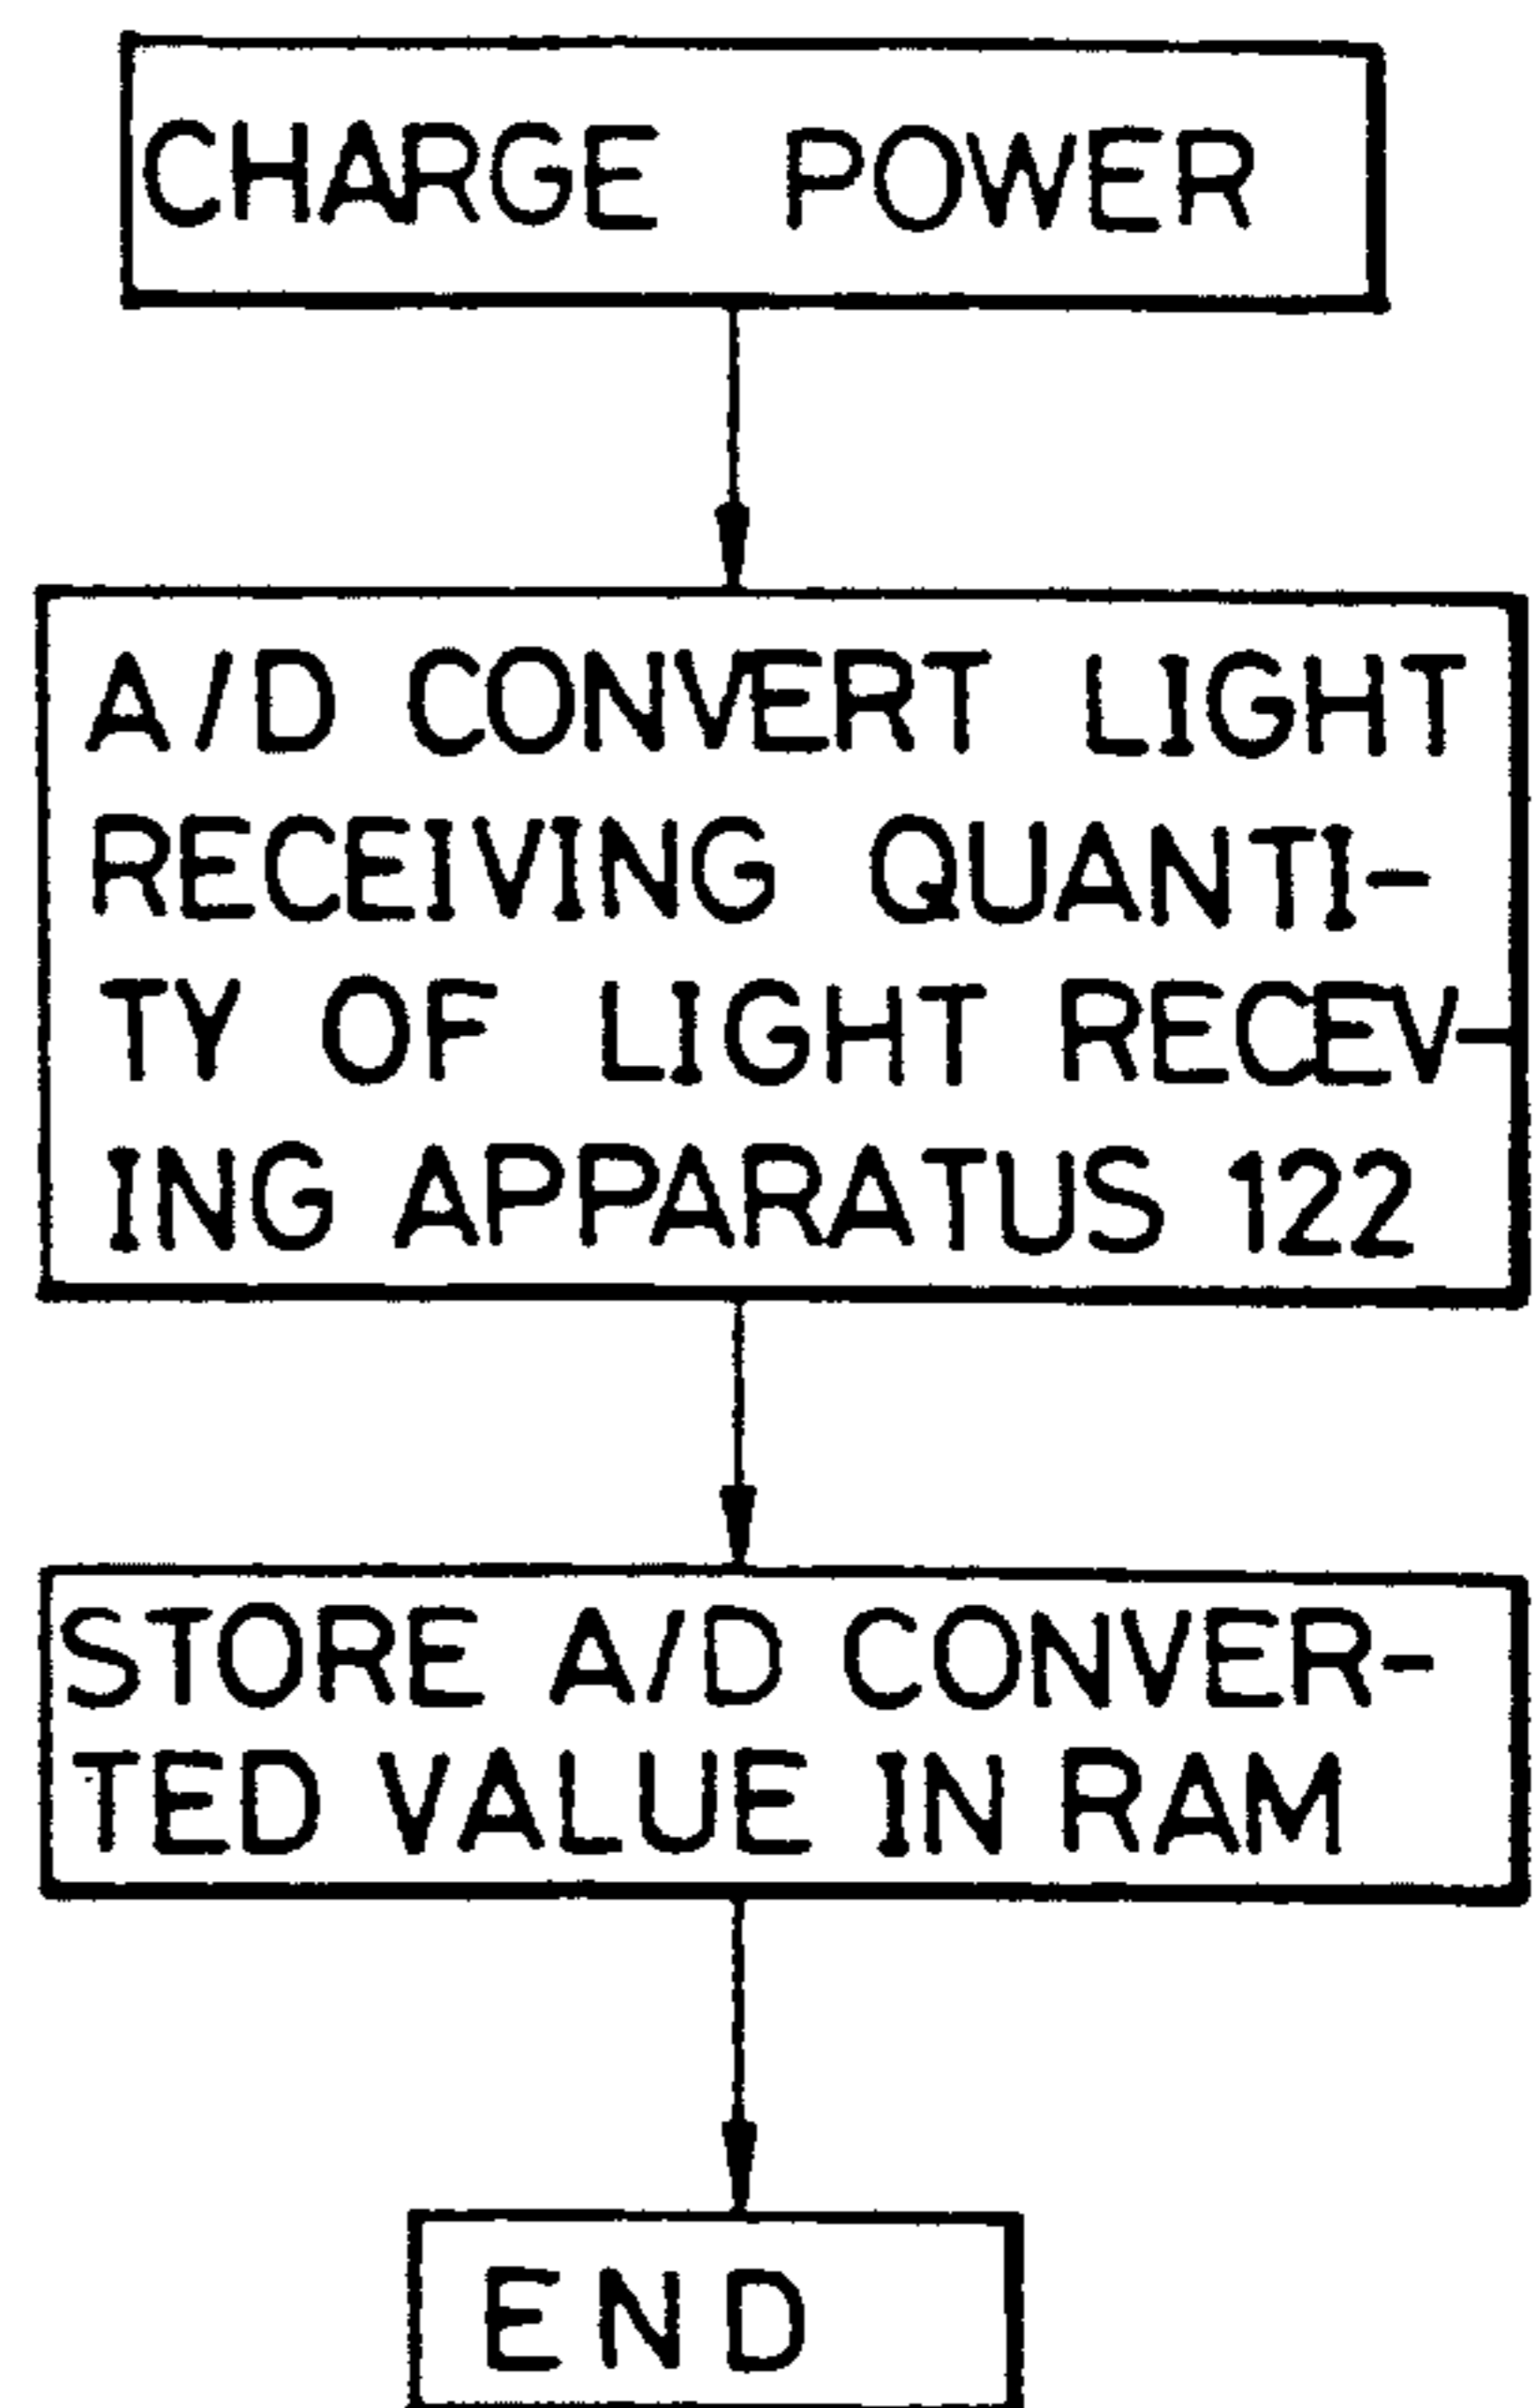 CHARGE POWER
A/D CONVERT LIGHT
RECEIVING QUANTI-
TY OF LIGHT RECEV-
ING APPARATUS 122
STORE A/D CONVER-
TED VALUE IN RAM
END